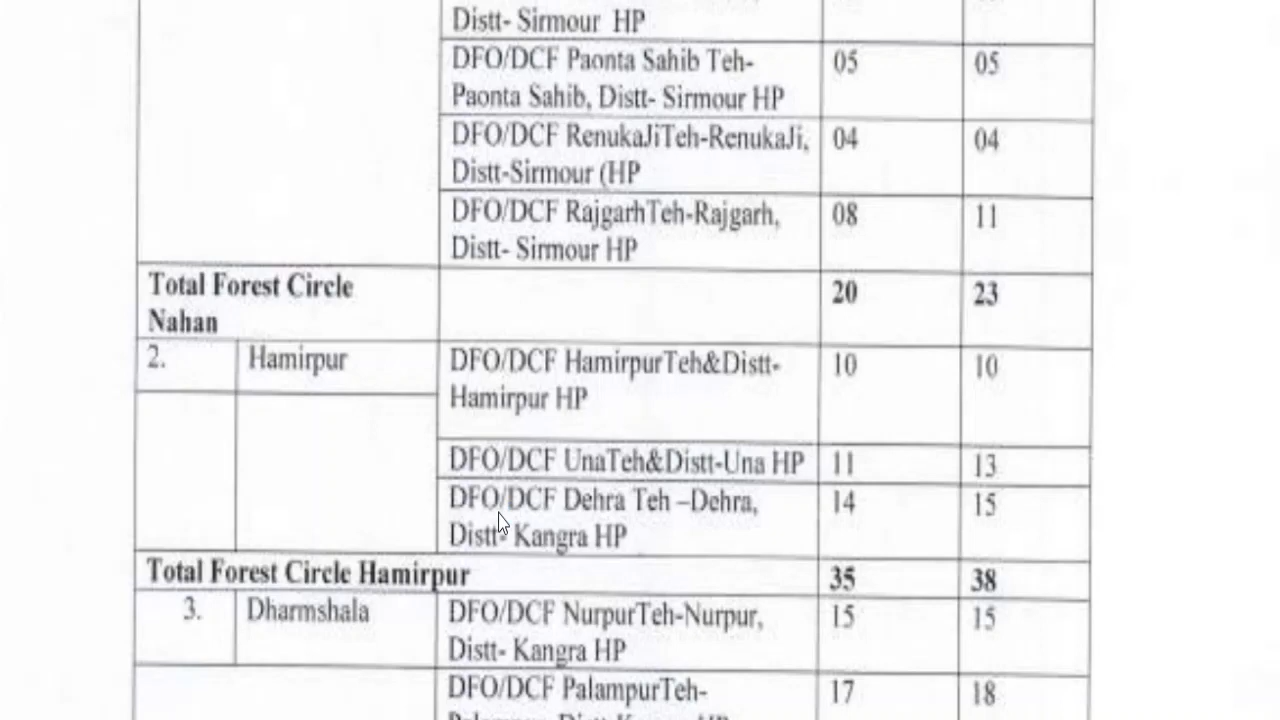 Distt- Sirmour HP
DFO/DCF Paonta Sahib Teh- 05 05
Paonta Sahib, Distt- Sirmour HP
DFO/DCF RenukaJiTeh-RenukaJi, 04 04
Distt-Sirmour (HP
DFO/DCF RajgarhTeh-Rajgarh, 08 11
Distt- Sirmour HP
Total Forest Circle 20 23
Nahan
2. Hamirpur DFO/DCF HamirpurTeh&Distt- 10 10
Hamirpur HP
DFO/DCF UnaTeh&Distt-Una HP 11 13
DFO/DCF Dehra Teh –Dehra, 14 15
Distt- Kangra HP
Total Forest Circle Hamirpur 35 38
3. Dharmshala DFO/DCF NurpurTeh-Nurpur, 15 15
Distt- Kangra HP
DFO/DCF PalampurTeh- 17 18